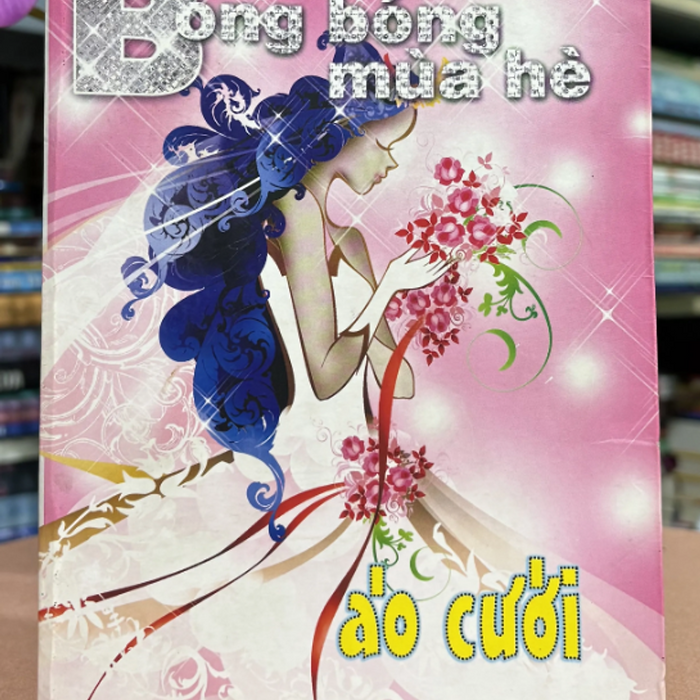 Bong bóng
mùa hè
áo cưới